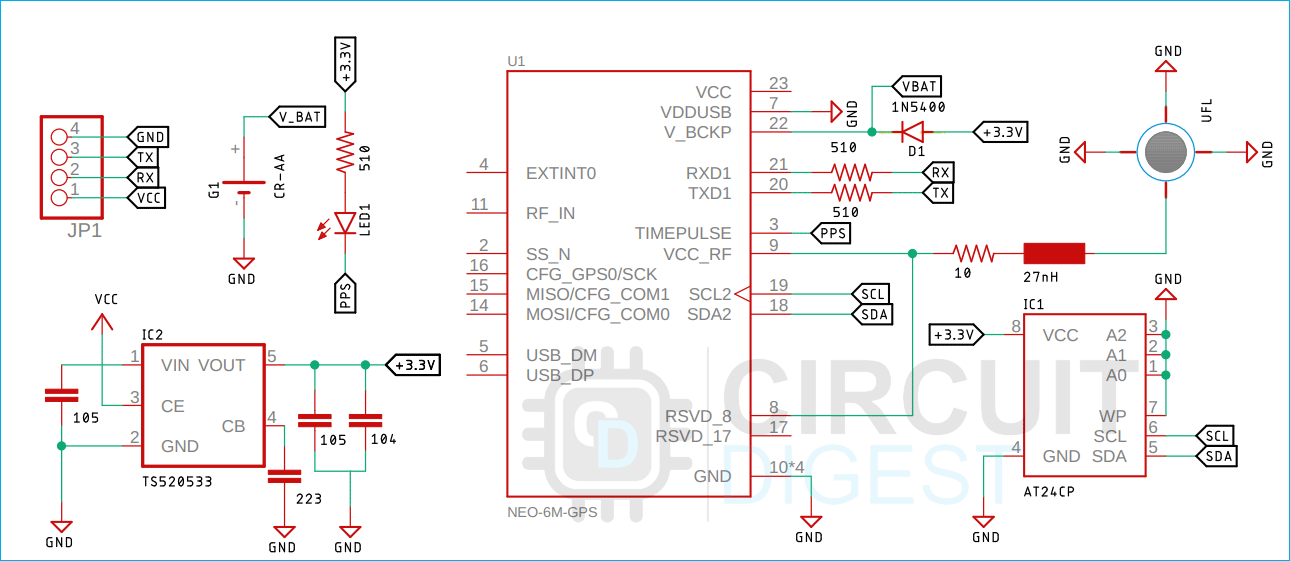 JP1
4
3
2
1
GND
TX
RX
VCC
V_BAT
G1
+
-
CR-AA
GND
+3.3V
510
LED1
PPS
VCC
IC2
1
3
2
VIN
VOUT
CE
CB
GND
5
4
TS520533
105
GND
223
GND
105
104
GND
+3.3V
U1
4
11
2
16
15
14
5
6
EXTINT0
RF_IN
SS_N
CFG_GPS0/SCK
MISO/CFG_COM1
MOSI/CFG_COM0
USB_DM
USB_DP
VCC
VDDUSB
V_BCKP
RXD1
TXD1
TIMEPULSE
VCC_RF
SCL2
SDA2
RSVD_8
RSVD_17
GND
23
7
22
21
20
3
9
19
18
8
17
10*4
NEO-6M-GPS
GND
VBAT
1N5400
D1
+3.3V
510
RX
TX
510
PPS
SCL
SDA
GND
10
27nH
GND
GND
GND
UFL
GND
IC1
+3.3V
8
4
VCC
GND
A2
A1
A0
WP
SCL
SDA
3
2
1
7
6
5
SCL
SDA
AT24CP
GND
CD
CIRCUIT
DIGEST